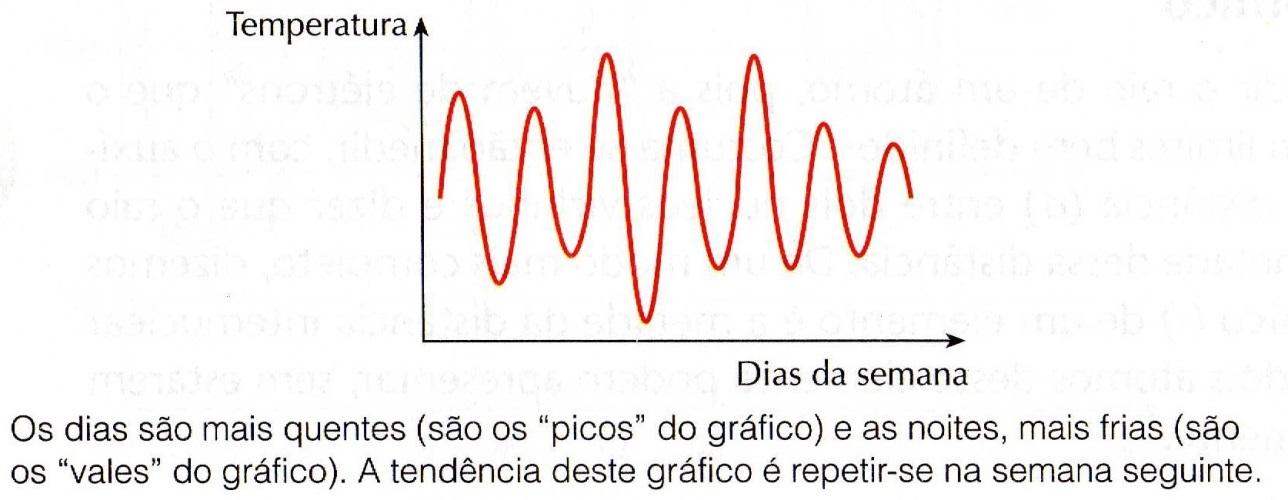 Temperatura
Dias da semana
Os dias são mais quentes (são os “picos” do gráfico) e as noites, mais frias (são
os “vales” do gráfico). A tendência deste gráfico é repetir-se na semana seguinte.